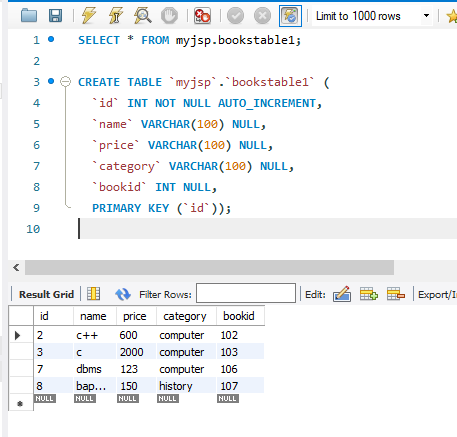 Limit to 1000 rows
1 SELECT * FROM myjsp.bookstable1;
2
3 CREATE TABLE `myjsp`.`bookstable1` (
4 `id` INT NOT NULL AUTO_INCREMENT,
5 `name` VARCHAR(100) NULL,
6 `price` VARCHAR(100) NULL,
7 `category` VARCHAR(100) NULL,
8 `bookid` INT NULL,
9 PRIMARY KEY (`id`));
10
Result Grid Filter Rows: Edit: Export/I
id name price category bookid
2 c++ 600 computer 102
3 c 2000 computer 103
7 dbms 123 computer 106
8 bap... 150 history 107
NULL NULL NULL NULL NULL